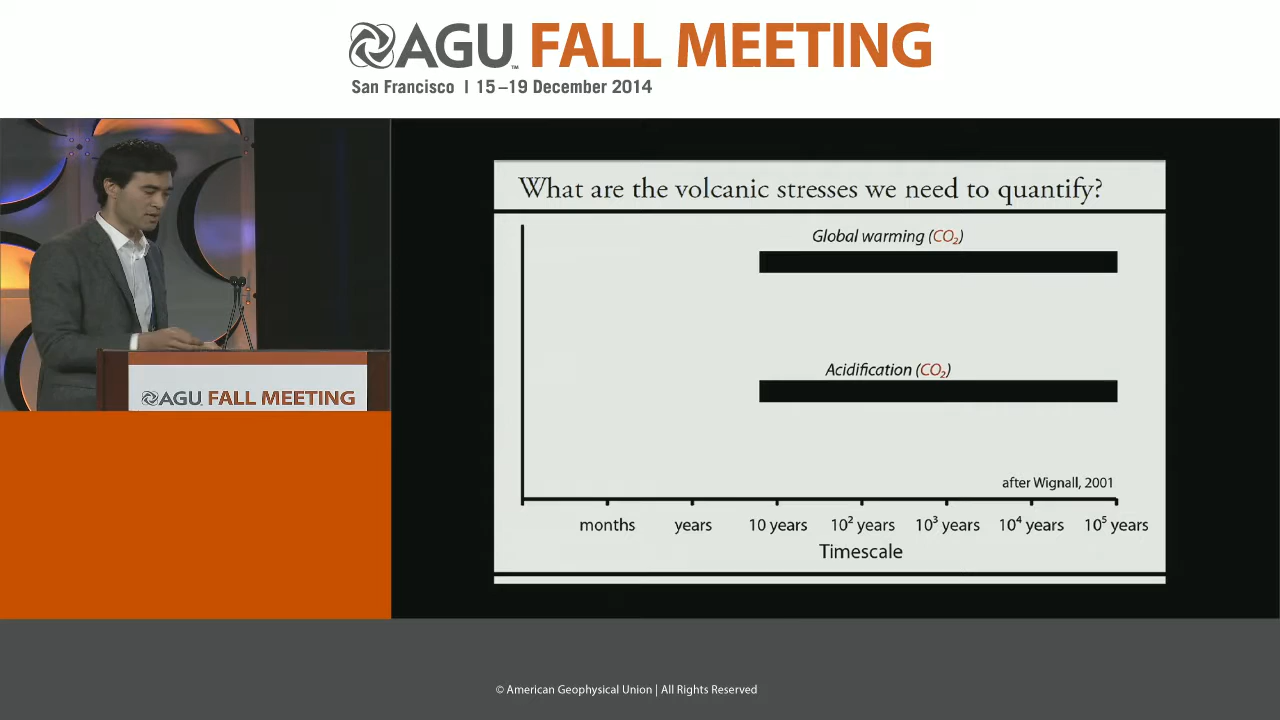 AGU FALL MEETING
San Francisco | 15–19 December 2014
What are the volcanic stresses we need to quantify?
Global warming (CO₂)
Acidification (CO₂)
after Wignall, 2001
months years 10 years 10² years 10³ years 10⁴ years 10⁵ years
Timescale
AGU FALL MEETING
© American Geophysical Union | All Rights Reserved